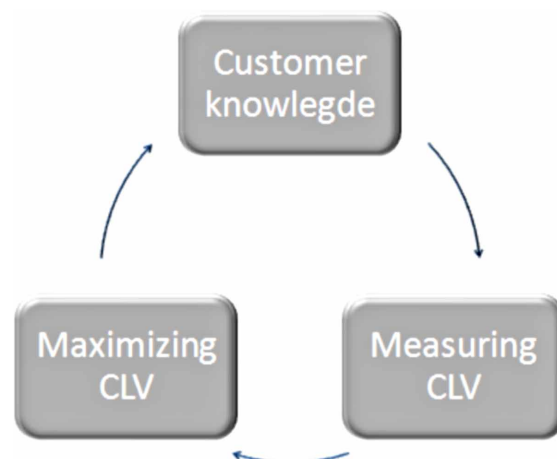 Customer
knowlegde
Maximizing
CLV
Measuring
CLV